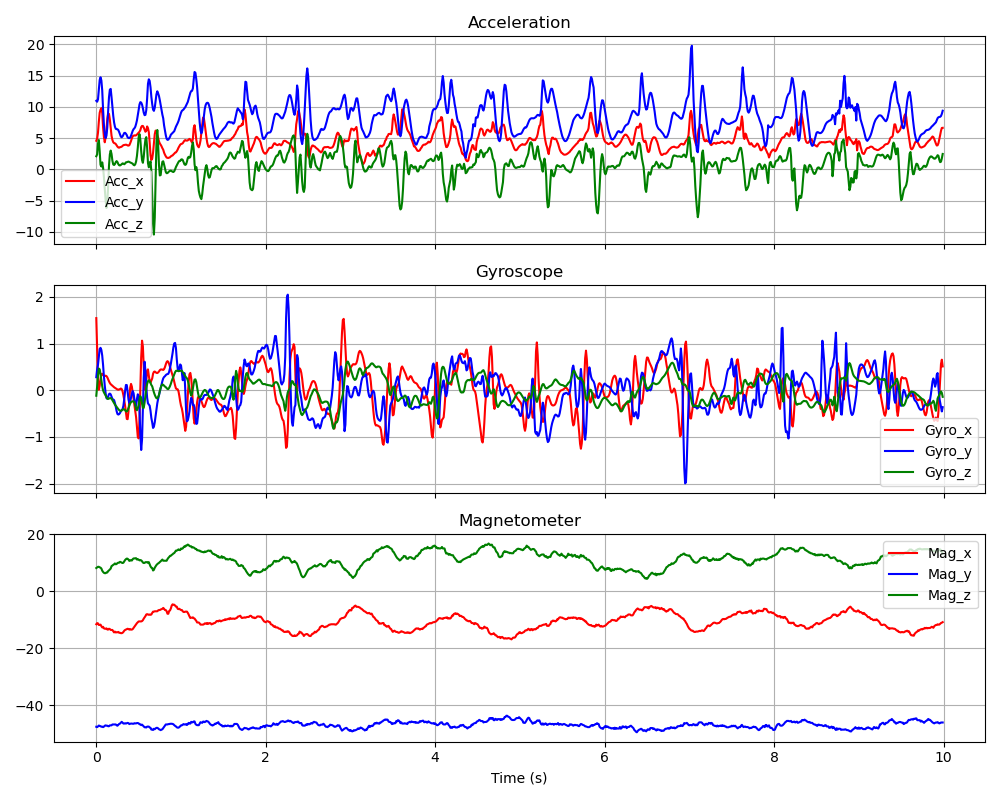 Acceleration
20
15
10
5
0
−5
−10
Acc_x
Acc_y
Acc_z
Gyroscope
2
1
0
−1
−2
Gyro_x
Gyro_y
Gyro_z
Magnetometer
20
0
−20
−40
Mag_x
Mag_y
Mag_z
0 2 4 6 8 10
Time (s)